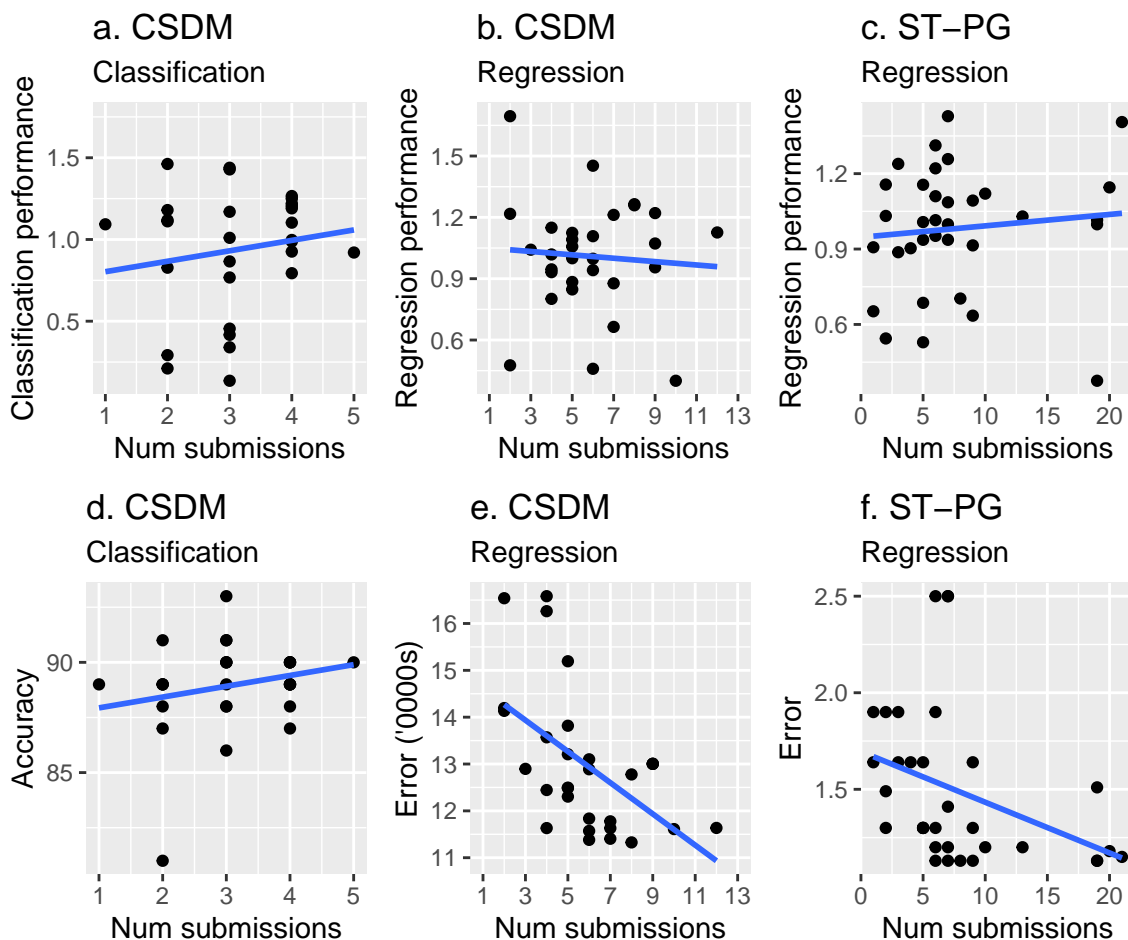 a. CSDM
Classification
Classification performance
1.5
1.0
0.5
1 2 3 4 5
Num submissions
b. CSDM
Regression
Regression performance
1.5
1.2
0.9
0.6
1 3 5 7 9 11 13
Num submissions
c. ST−PG
Regression
Regression performance
1.2
0.9
0.6
0 5 10 15 20
Num submissions
d. CSDM
Classification
Accuracy
90
85
1 2 3 4 5
Num submissions
e. CSDM
Regression
Error ('0000s)
16
15
14
13
12
11
1 3 5 7 9 11 13
Num submissions
f. ST−PG
Regression
Error
2.5
2.0
1.5
0 5 10 15 20
Num submissions